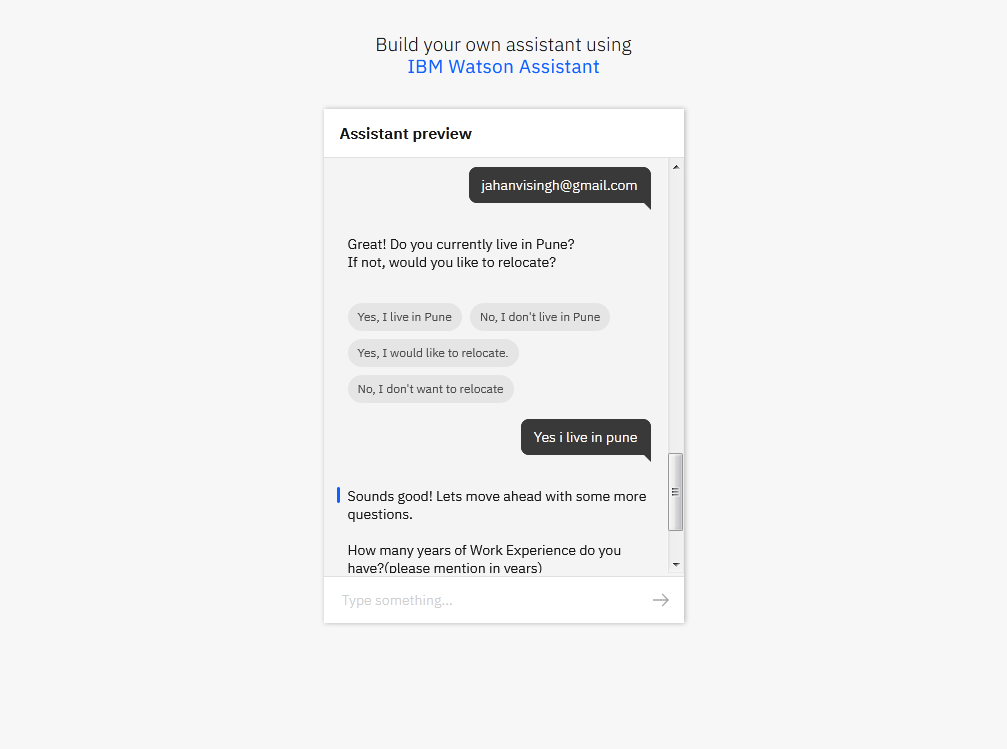 Build your own assistant using
IBM Watson Assistant
Assistant preview
jahanvisingh@gmail.com
Great! Do you currently live in Pune?
If not, would you like to relocate?
Yes, I live in Pune
No, I don't live in Pune
Yes, I would like to relocate.
No, I don't want to relocate
Yes i live in pune
Sounds good! Lets move ahead with some more
questions.
How many years of Work Experience do you
have?(please mention in years)
Type something...